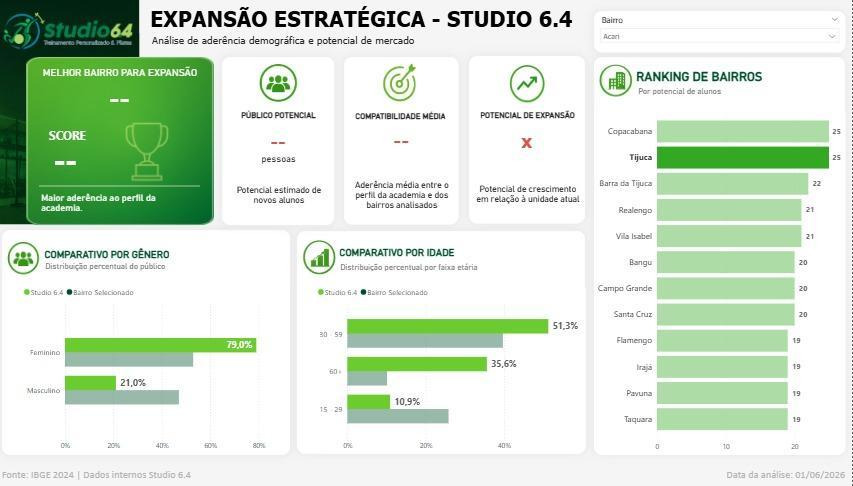 Studio64
Treinamento Personalizado & Pilates
EXPANSÃO ESTRATÉGICA - STUDIO 6.4
Análise de aderência demográfica e potencial de mercado
Bairro
Acari
MELHOR BAIRRO PARA EXPANSÃO
--
SCORE
--
Maior aderência ao perfil da
academia.
PÚBLICO POTENCIAL
--
pessoas
Potencial estimado de
novos alunos
COMPATIBILIDADE MÉDIA
--
Aderência média entre o
perfil da academia e dos
bairros analisados
POTENCIAL DE EXPANSÃO
x
Potencial de crescimento
em relação à unidade atual
RANKING DE BAIRROS
Por potencial de alunos
Copacabana 25
Tijuca 25
Barra da Tijuca 22
Realengo 21
Vila Isabel 21
Bangu 20
Campo Grande 20
Santa Cruz 20
Flamengo 19
Irajá 19
Pavuna 19
Taquara 19
0 10 20
COMPARATIVO POR GÊNERO
Distribuição percentual do público
Studio 6.4 Bairro Selecionado
Feminino 79,0%
Masculino 21,0%
0% 20% 40% 60% 80%
COMPARATIVO POR IDADE
Distribuição percentual por faixa etária
Studio 6.4 Bairro Selecionado
30 - 59 51,3%
60+ 35,6%
15 - 29 10,9%
0% 20% 40%
Fonte: IBGE 2024 | Dados internos Studio 6.4
Data da análise: 01/06/2026